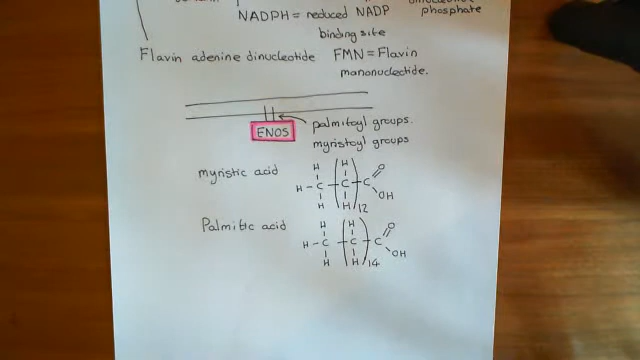 NADPH = reduced NADP
phosphate
binding site
Flavin adenine dinucleotide FMN = Flavin
mononucleotide.
palmitoyl groups.
ENOS
myristoyl groups
myristic acid
H H O
H - C - C - C
H H 12 OH
Palmitic acid
H H O
H - C - C - C
H H 14 OH